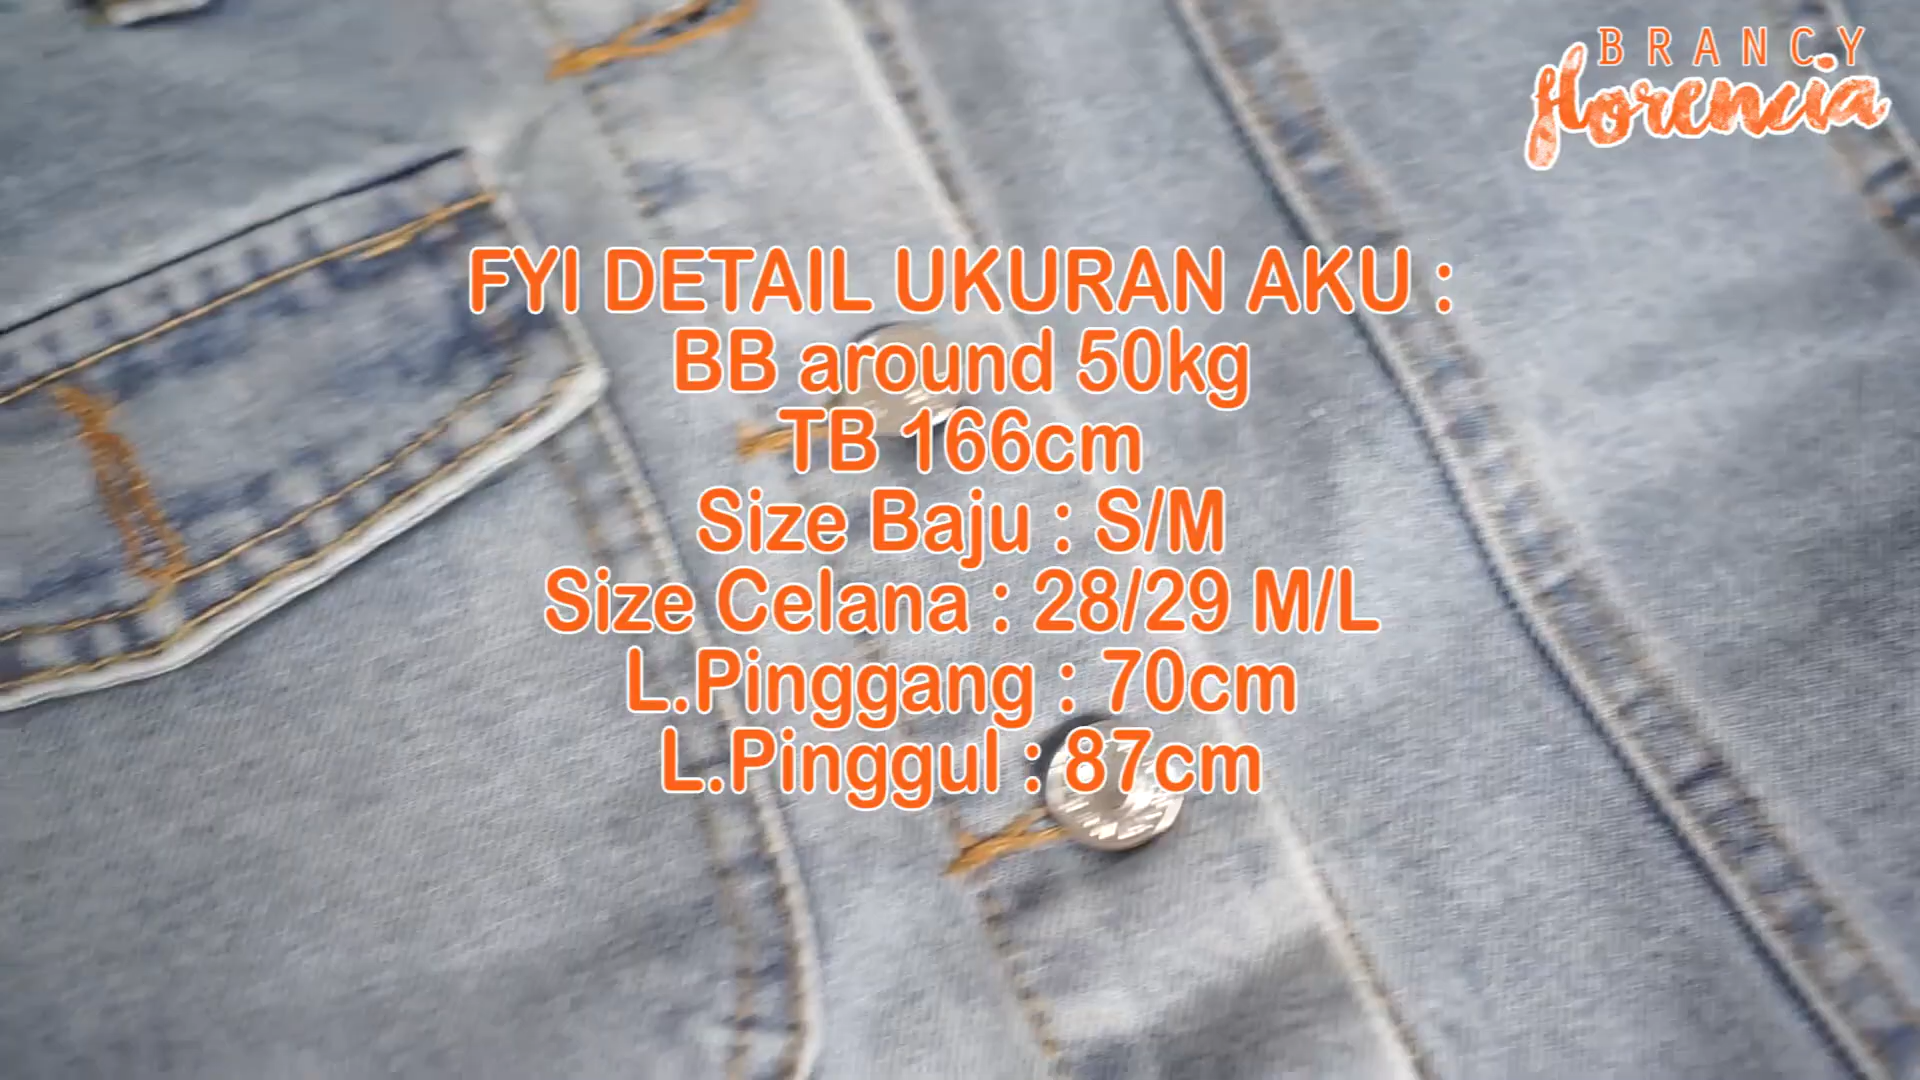 BRANCY
florencia
FYI DETAIL UKURAN AKU :
BB around 50kg
TB 166cm
Size Baju : S/M
Size Celana : 28/29 M/L
L.Pinggang : 70cm
L.Pinggul : 87cm